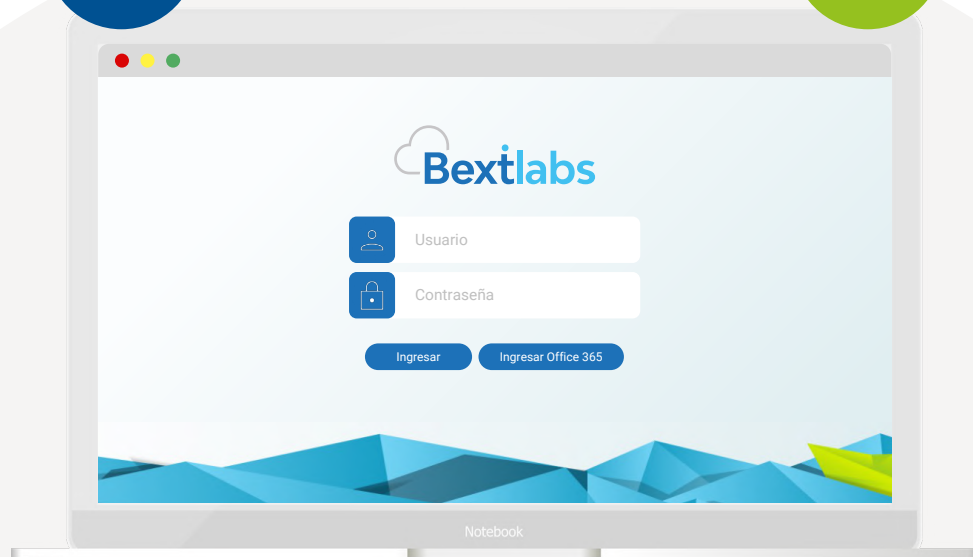 Bextlabs
Usuario
Contraseña
Ingresar
Ingresar Office 365
Notebook